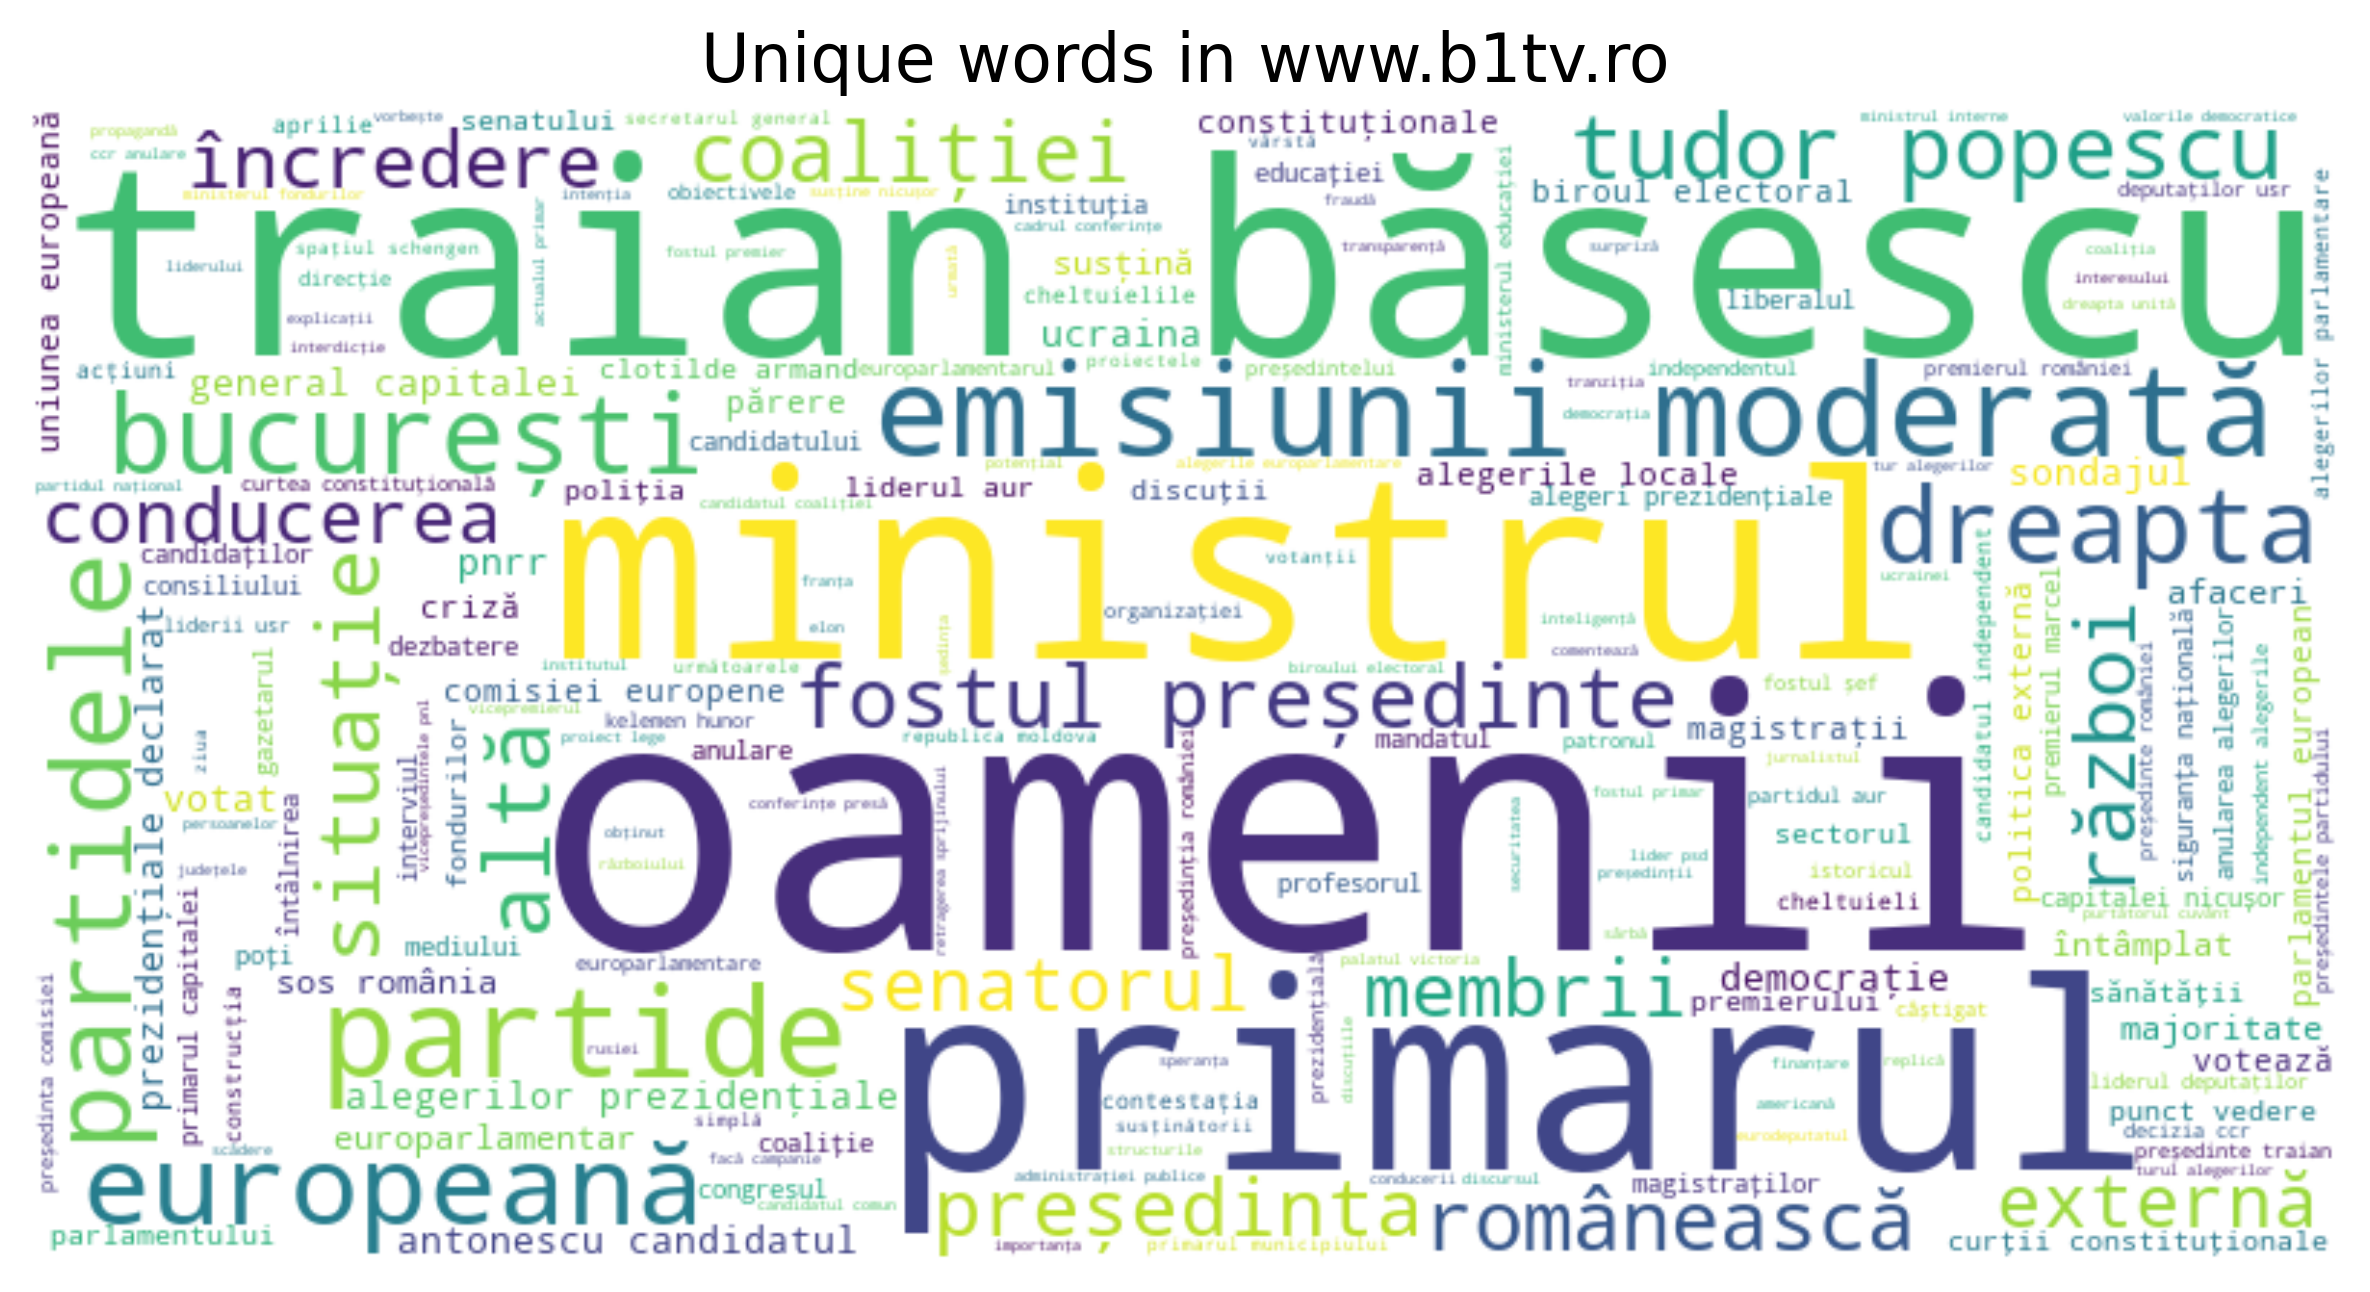 Unique words in www.b1tv.ro
propagandă
aprilie
vorbește
senatului
secretarul general
constituționale
ministrul interne
valorile democratice
ccr anulare
încredere
coaliției
vârstă
tudor popescu
uniunea europeană
ministerul fondurilor
intenția
obiectivele
susține nicușor
educației
biroul electoral
deputaților usr
traian băsescu
instituția
fraudă
cadrul conferințe
spațiul schengen
liderului
direcție
actualul primar
fostul premier
urmată
susțină
transparență
ministerul educației
surpriză
coaliția
interesului
alegerilor parlamentare
cheltuielile
liberalul
dreapta unită
explicații
interdicție
ucraina
acțiuni
general capitalei
clotilde armand
europarlamentarul
proiectele
președintelui
independentul
premierul româniei
tranziția
bucurești
părere
emisiunii
moderată
democrația
candidatului
partidul național
curtea constituțională
poliția
liderul aur
potențial
alegerile europarlamentare
discuții
alegerile locale
tur alegerilor
sondajul
conducerea
candidatul coaliției
alegeri prezidențiale
ministrul
dreapta
candidaților
pnrr
votanții
consiliului
franța
ucrainei
afaceri
partidele
situație
criză
organizației
liderii usr
elon
inteligență
dezbatere
ședința
comentează
prezidențiale declarat
institutul
următoarele
biroului electoral
candidatul independent
politica externă
premierul marcel
război
președinte româniei
siguranța națională
anularea alegerilor
independent alegerile
parlamentul european
gazetarul
comisiei europene
fostul președinte
fostul șef
vicepremierul
kelemen hunor
magistrații
ziua
interviul
vicepreședintele pnl
fondurilor
altă
proiect lege
republica moldova
mandatul
patronul
anulare
jurnalistul
președintele partidului
votat
oamenii
conferințe presă
retragerea sprijinului
președinția româniei
fostul primar
partidul aur
persoanelor
întâlnirea
obținut
securitatea
sectorul
războiului
lider psd
județele
profesorul
președinții
istoricul
primarul capitalei
cheltuieli
capitalei nicușor
purtătorul cuvânt
sârbă
poți
mediului
întâmplat
europarlamentare
palatul victoria
președinta comisiei
sos românia
senatorul
prezidențială
membrii
democrație
sănătății
construcția
premierului
câștigat
partide
primarul
majoritate
rusiei
speranța
discuțiile
finanțare
replică
votează
liderul deputaților
alegerilor prezidențiale
contestația
americană
punct vedere
simplă
susținătorii
decizia ccr
europarlamentar
coaliție
eurodeputatul
scădere
structurile
președinte traian
facă campanie
turul alegerilor
europeană
congresul
administrației publice
conducerii
discursul
magistraților
candidatul comun
președinta
românească
externă
parlamentului
antonescu candidatul
importanța
primarul municipiului
curții constituționale